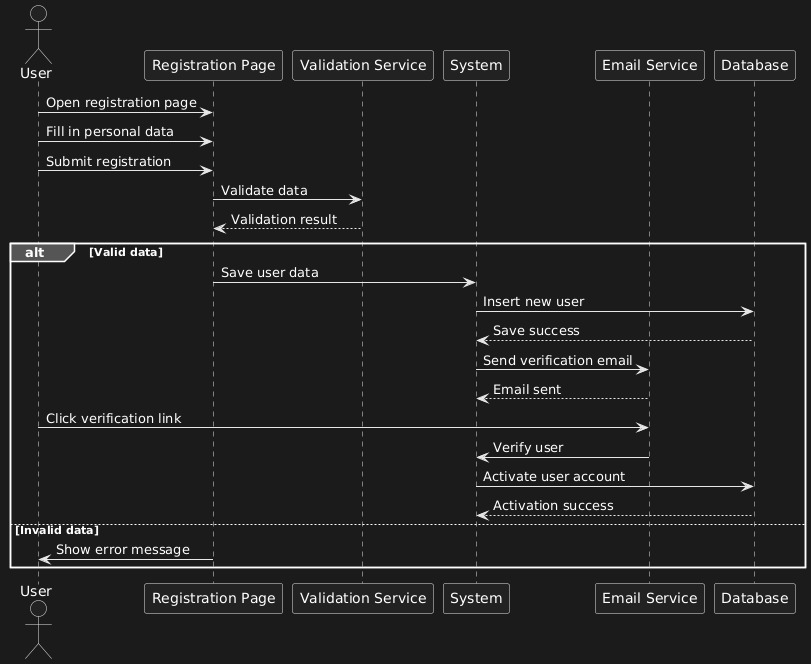 User
Registration Page
Validation Service
System
Email Service
Database
Open registration page
Fill in personal data
Submit registration
Validate data
Validation result
alt [Valid data]
Save user data
Insert new user
Save success
Send verification email
Email sent
Click verification link
Verify user
Activate user account
Activation success
[Invalid data]
Show error message
User
Registration Page
Validation Service
System
Email Service
Database